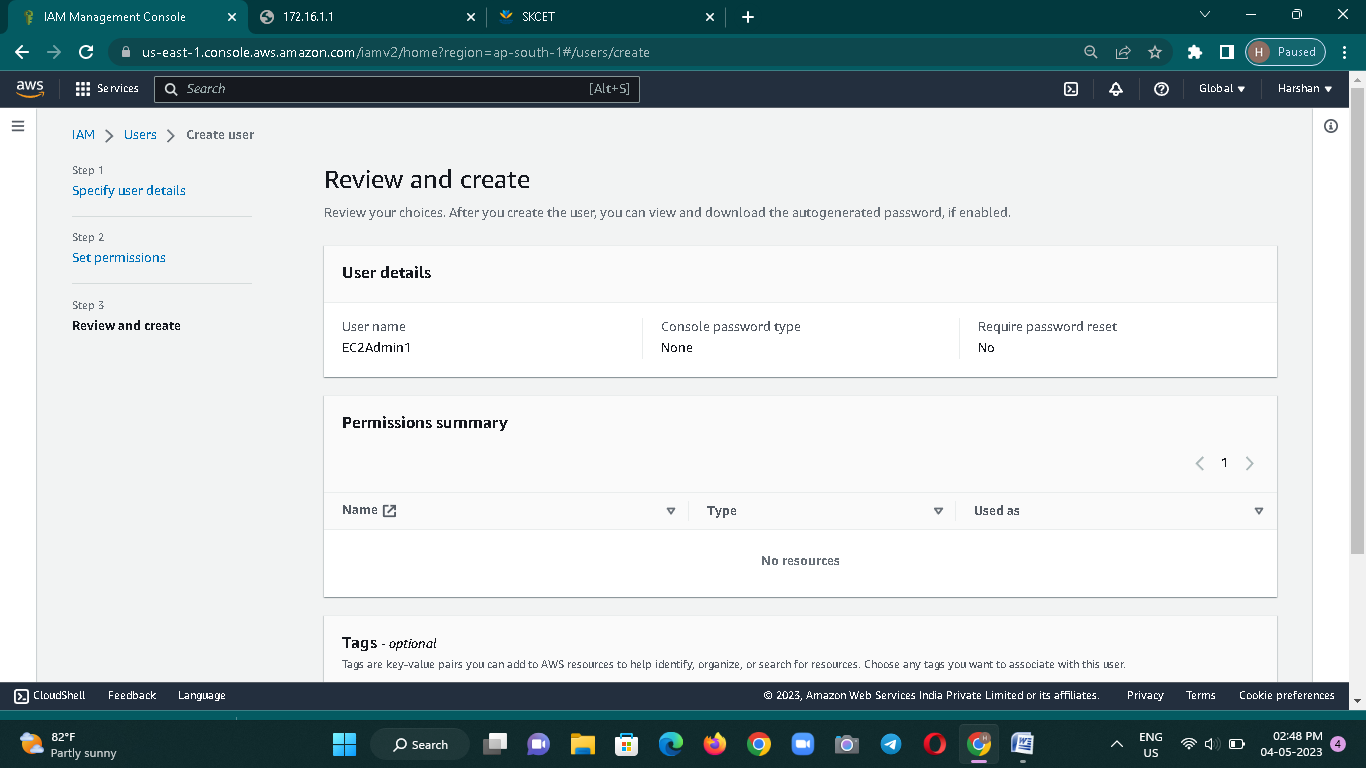 IAM Management Console
172.16.1.1
SKCET
us-east-1.console.aws.amazon.com/iamv2/home?region=ap-south-1#/users/create
H Paused
aws
Services
Search [Alt+S]
Global
Harshan
IAM > Users > Create user
Step 1
Specify user details
Step 2
Set permissions
Step 3
Review and create
Review and create
Review your choices. After you create the user, you can view and download the autogenerated password, if enabled.
User details
User name
EC2Admin1
Console password type
None
Require password reset
No
Permissions summary
1
Name
Type
Used as
No resources
Tags - optional
Tags are key-value pairs you can add to AWS resources to help identify, organize, or search for resources. Choose any tags you want to associate with this user.
CloudShell Feedback Language
© 2023, Amazon Web Services India Private Limited or its affiliates. Privacy Terms Cookie preferences
82°F
Partly sunny
Search
ENG
US
02:48 PM
04-05-2023
4